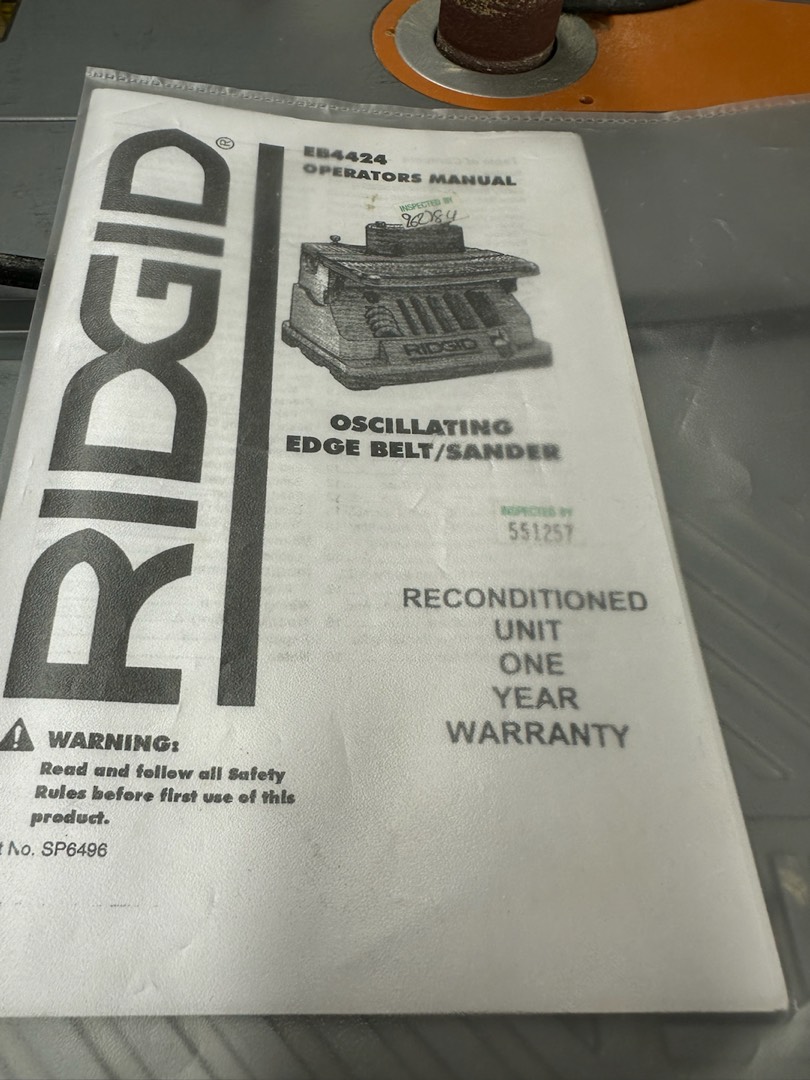 RIDGID®
EB4424
OPERATORS MANUAL
INSPECTED BY
RIDGID
OSCILLATING
EDGE BELT/SANDER
INSPECTED BY
551257
RECONDITIONED
UNIT
ONE
YEAR
WARRANTY
WARNING:
Read and follow all Safety
Rules before first use of this
product.
t No. SP6496